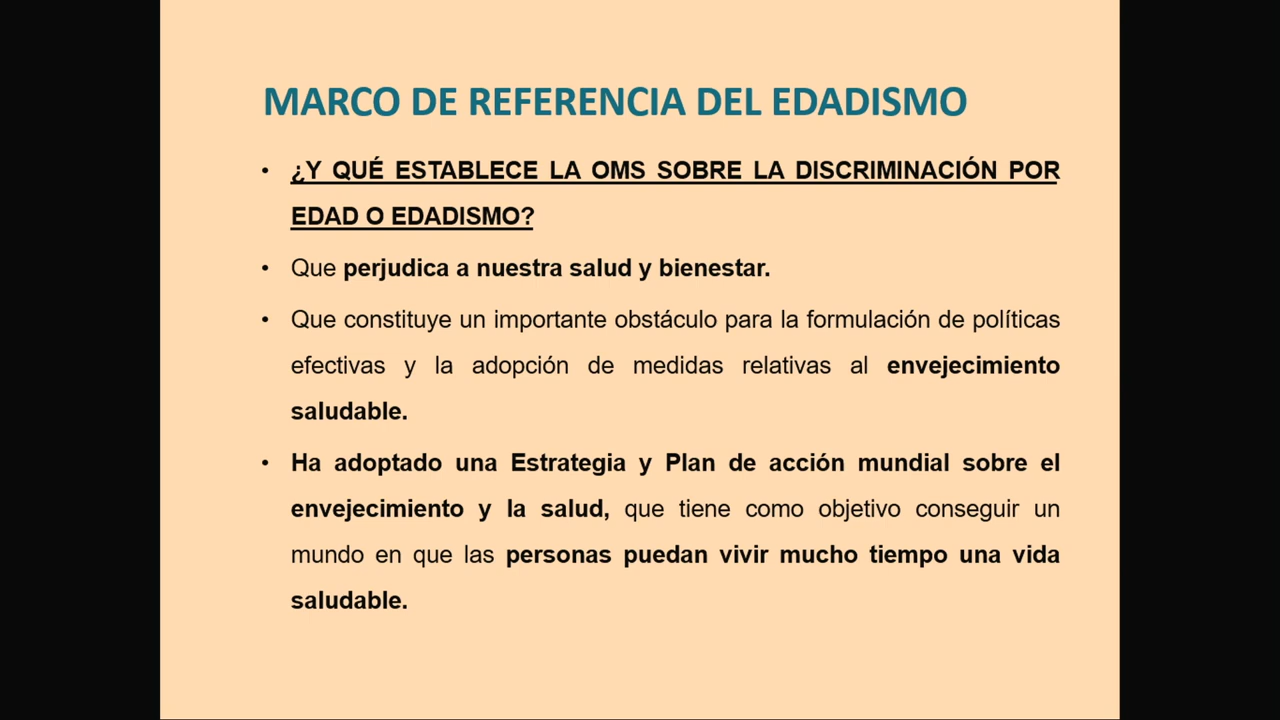 MARCO DE REFERENCIA DEL EDADISMO
• ¿Y QUÉ ESTABLECE LA OMS SOBRE LA DISCRIMINACIÓN POR
EDAD O EDADISMO?
• Que perjudica a nuestra salud y bienestar.
• Que constituye un importante obstáculo para la formulación de políticas
efectivas y la adopción de medidas relativas al envejecimiento
saludable.
• Ha adoptado una Estrategia y Plan de acción mundial sobre el
envejecimiento y la salud, que tiene como objetivo conseguir un
mundo en que las personas puedan vivir mucho tiempo una vida
saludable.